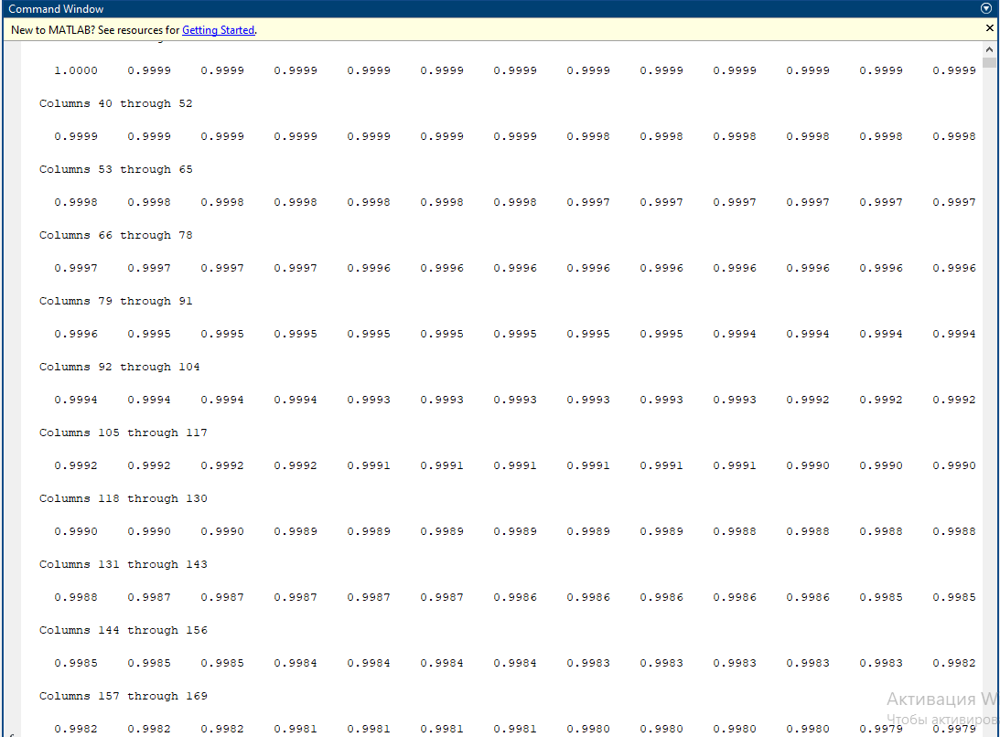 Command Window
New to MATLAB? See resources for Getting Started.
1.0000 0.9999 0.9999 0.9999 0.9999 0.9999 0.9999 0.9999 0.9999 0.9999 0.9999 0.9999 0.9999
Columns 40 through 52
0.9999 0.9999 0.9999 0.9999 0.9999 0.9999 0.9999 0.9998 0.9998 0.9998 0.9998 0.9998 0.9998
Columns 53 through 65
0.9998 0.9998 0.9998 0.9998 0.9998 0.9998 0.9998 0.9997 0.9997 0.9997 0.9997 0.9997 0.9997
Columns 66 through 78
0.9997 0.9997 0.9997 0.9997 0.9996 0.9996 0.9996 0.9996 0.9996 0.9996 0.9996 0.9996 0.9996
Columns 79 through 91
0.9996 0.9995 0.9995 0.9995 0.9995 0.9995 0.9995 0.9995 0.9995 0.9994 0.9994 0.9994 0.9994
Columns 92 through 104
0.9994 0.9994 0.9994 0.9994 0.9993 0.9993 0.9993 0.9993 0.9993 0.9993 0.9992 0.9992 0.9992
Columns 105 through 117
0.9992 0.9992 0.9992 0.9992 0.9991 0.9991 0.9991 0.9991 0.9991 0.9991 0.9990 0.9990 0.9990
Columns 118 through 130
0.9990 0.9990 0.9990 0.9989 0.9989 0.9989 0.9989 0.9989 0.9989 0.9988 0.9988 0.9988 0.9988
Columns 131 through 143
0.9988 0.9987 0.9987 0.9987 0.9987 0.9987 0.9986 0.9986 0.9986 0.9986 0.9986 0.9985 0.9985
Columns 144 through 156
0.9985 0.9985 0.9985 0.9984 0.9984 0.9984 0.9984 0.9983 0.9983 0.9983 0.9983 0.9983 0.9982
Columns 157 through 169
Активация W
0.9982 0.9982 0.9982 0.9981 0.9981 0.9981 0.9981 0.9980 0.9980 0.9980 0.9980 0.9979 0.9979
Чтобы активиров